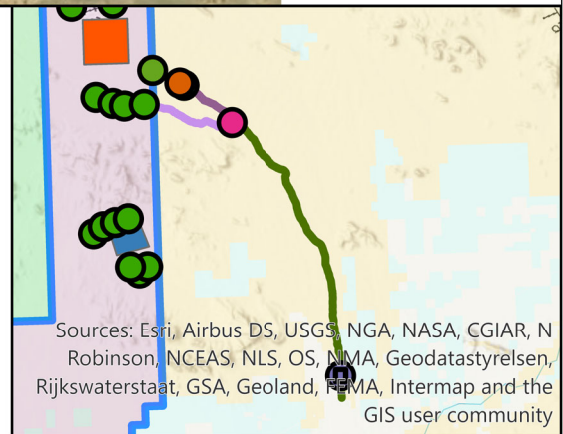 Sources: Esri, Airbus DS, USGS, NGA, NASA, CGIAR, N
Robinson, NCEAS, NLS, OS, NMA, Geodatastyrelsen,
Rijkswaterstaat, GSA, Geoland, FEMA, Intermap and the
GIS user community